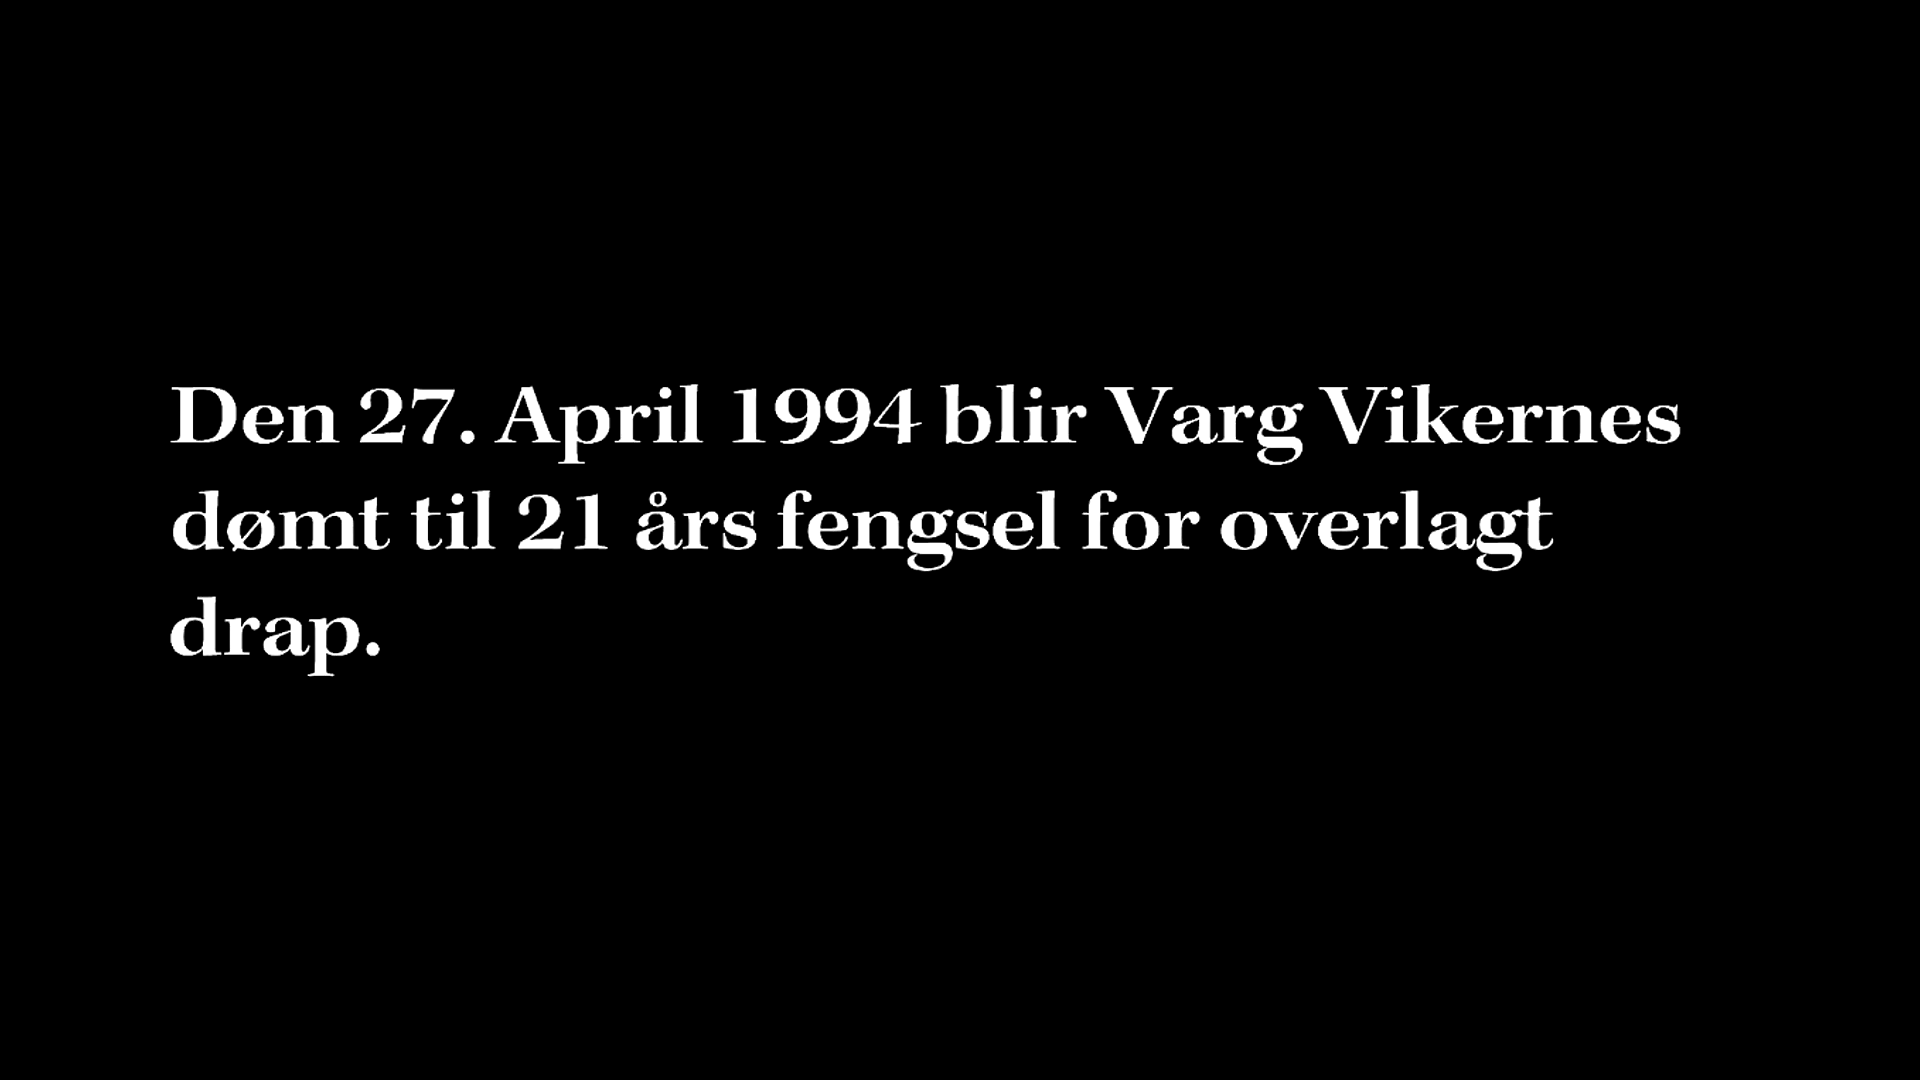 Den 27. April 1994 blir Varg Vikernes
dømt til 21 års fengsel for overlagt
drap.